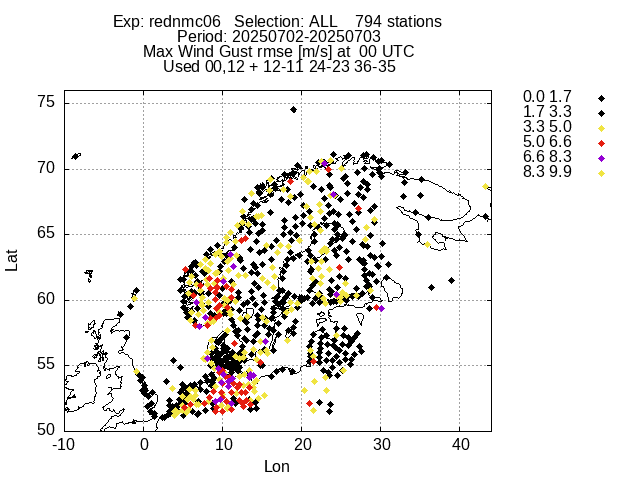 Exp: rednmc06   Selection: ALL    794 stations
Period: 20250702-20250703
Max Wind Gust rmse [m/s] at  00 UTC
Used 00,12 + 12-11 24-23 36-35
0.0 1.7
1.7 3.3
3.3 5.0
5.0 6.6
6.6 8.3
8.3 9.9
75
70
65
60
55
50
Lat
-10 0 10 20 30 40
Lon